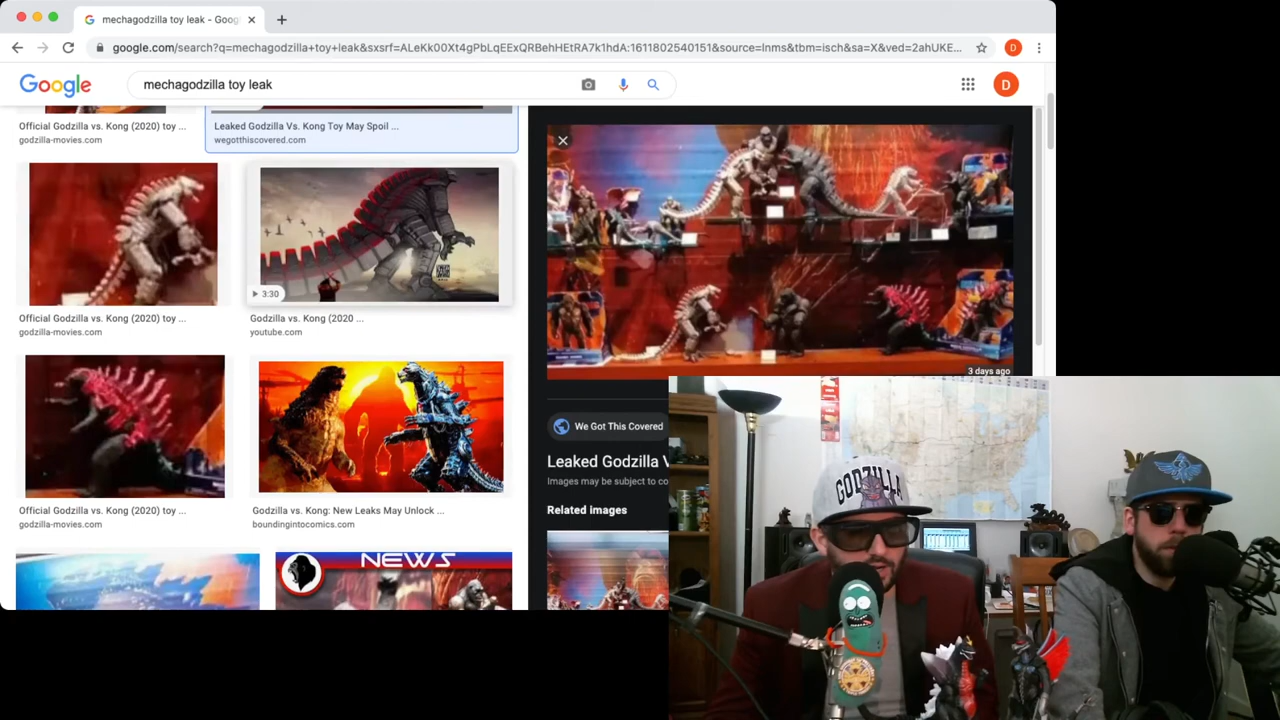 mechagodzilla toy leak - Goog
google.com/search?q=mechagodzilla+toy+leak&sxsrf=ALeKk00Xt4gPbLqEExQRBehHEtRA7k1hdA:1611802540151&source=lnms&tbm=isch&sa=X&ved=2ahUKE...
D
Google
mechagodzilla toy leak
D
Official Godzilla vs. Kong (2020) toy ...
godzilla-movies.com
Leaked Godzilla Vs. Kong Toy May Spoil ...
wegotthiscovered.com
3:30
Official Godzilla vs. Kong (2020) toy ...
godzilla-movies.com
Godzilla vs. Kong (2020 ...
youtube.com
3 days ago
We Got This Covered
Leaked Godzilla V
Images may be subject to co
Related images
Official Godzilla vs. Kong (2020) toy ...
godzilla-movies.com
Godzilla vs. Kong: New Leaks May Unlock ...
boundingintocomics.com
NEWS
GODZILLA